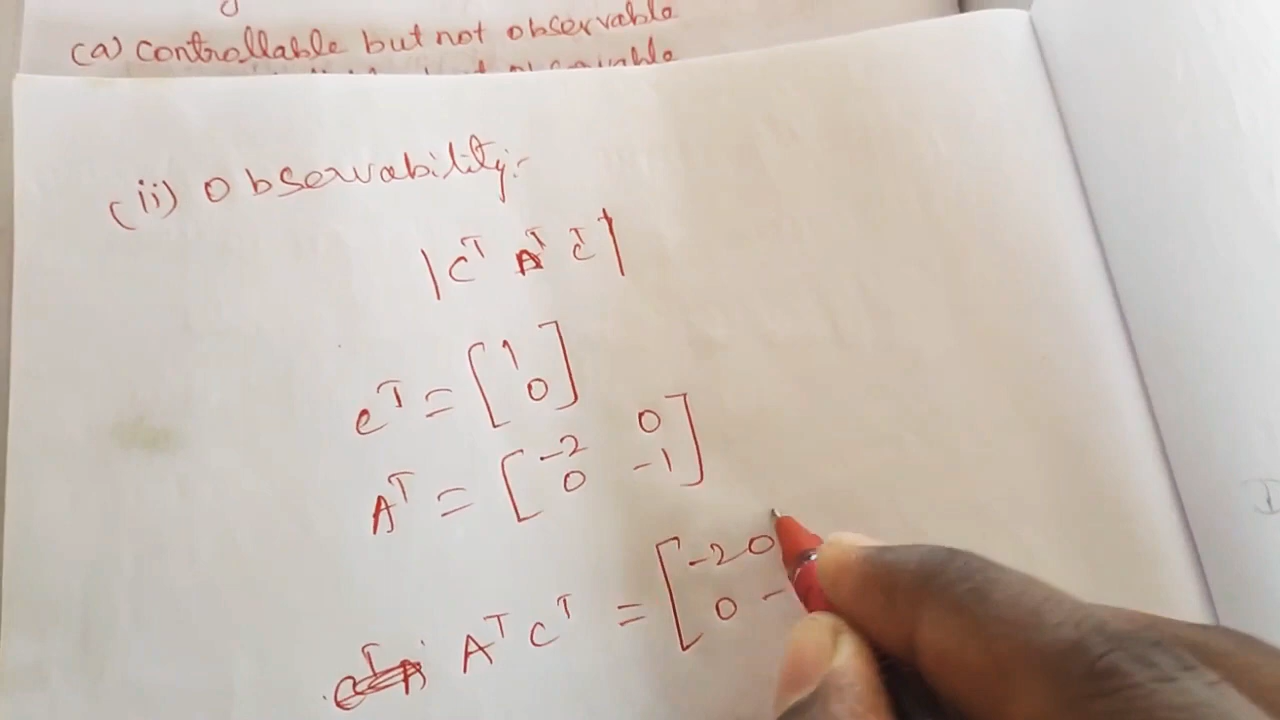 (a) controllable but not observable
(ii) Observability:-
|C^T A^T C^T|
C^T = [1
0]
A^T = [-2 0
0 -1]
A^T C^T = [-2 0
0 -